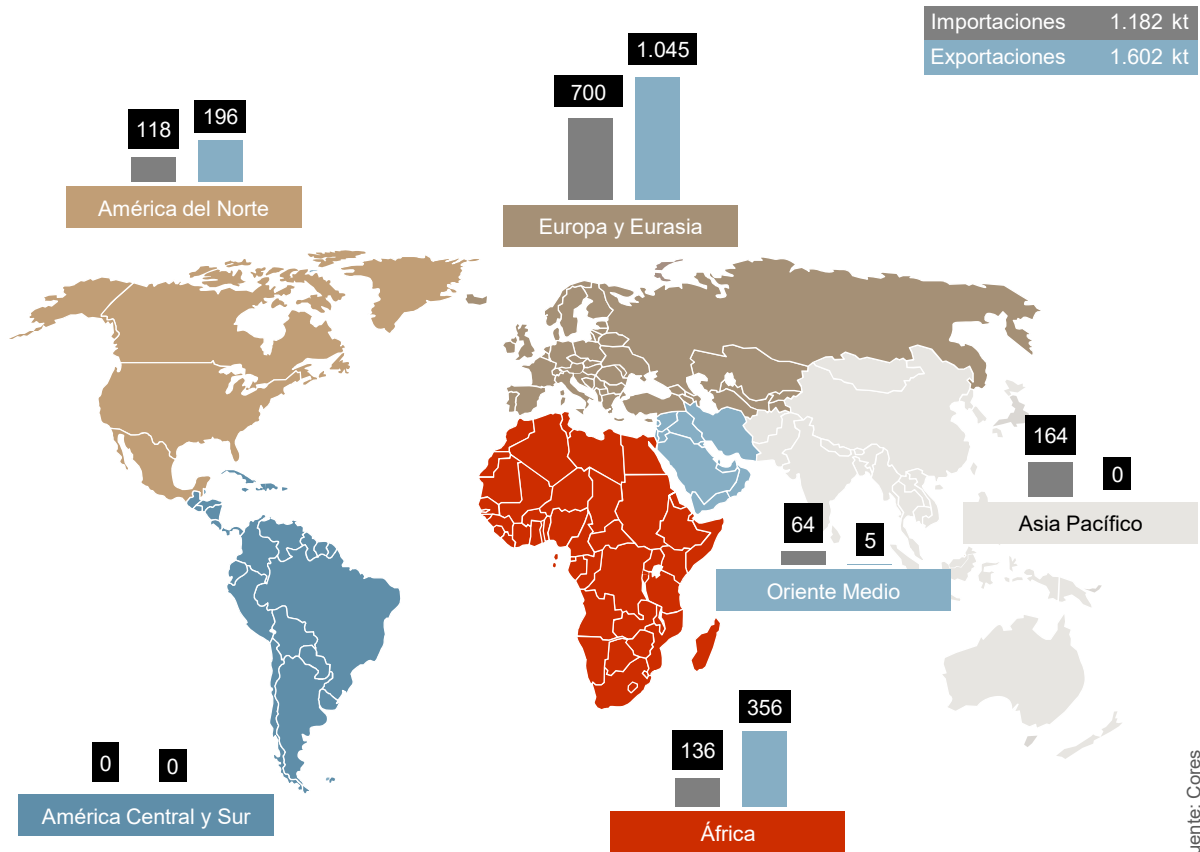 Importaciones 1.182 kt
Exportaciones 1.602 kt
1.045
700
118 196
América del Norte
Europa y Eurasia
164 0
Asia Pacífico
64 5
Oriente Medio
0 0
América Central y Sur
136 356
África
uente: Cores